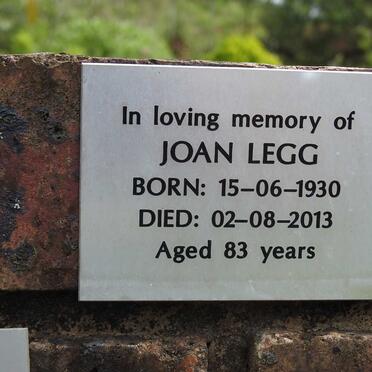 In loving memory of
JOAN LEGG
BORN: 15–06–1930
DIED: 02–08–2013
Aged 83 years